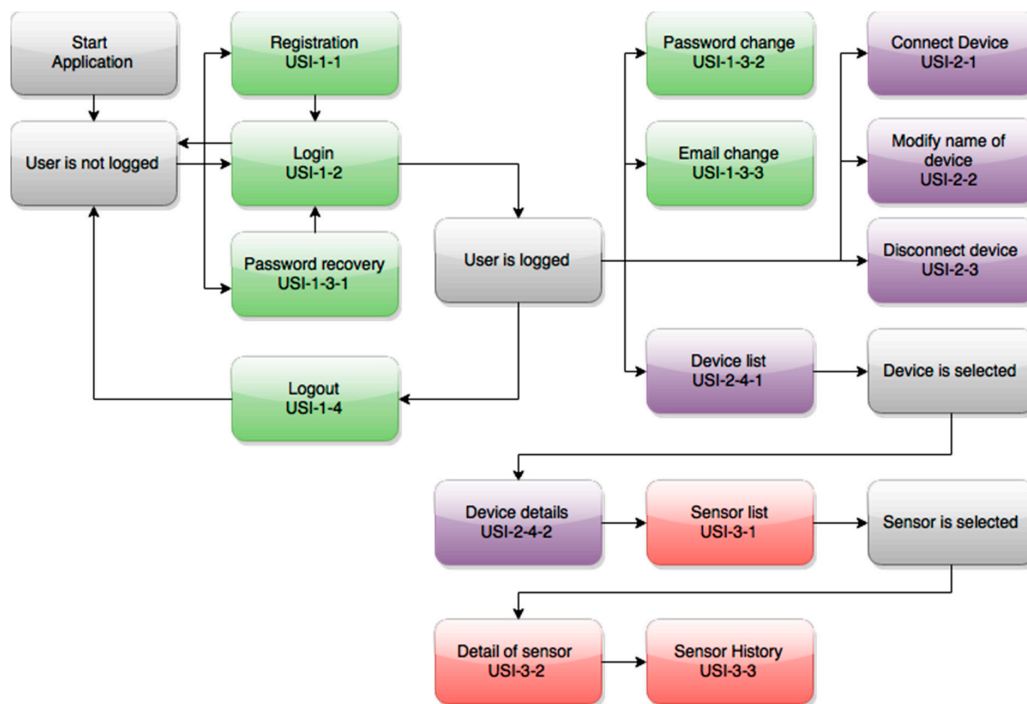 Start
Application
Registration
USI-1-1
Password change
USI-1-3-2
Connect Device
USI-2-1
User is not logged
Login
USI-1-2
Email change
USI-1-3-3
Modify name of
device
USI-2-2
Password recovery
USI-1-3-1
User is logged
Disconnect device
USI-2-3
Logout
USI-1-4
Device list
USI-2-4-1
Device is selected
Device details
USI-2-4-2
Sensor list
USI-3-1
Sensor is selected
Detail of sensor
USI-3-2
Sensor History
USI-3-3